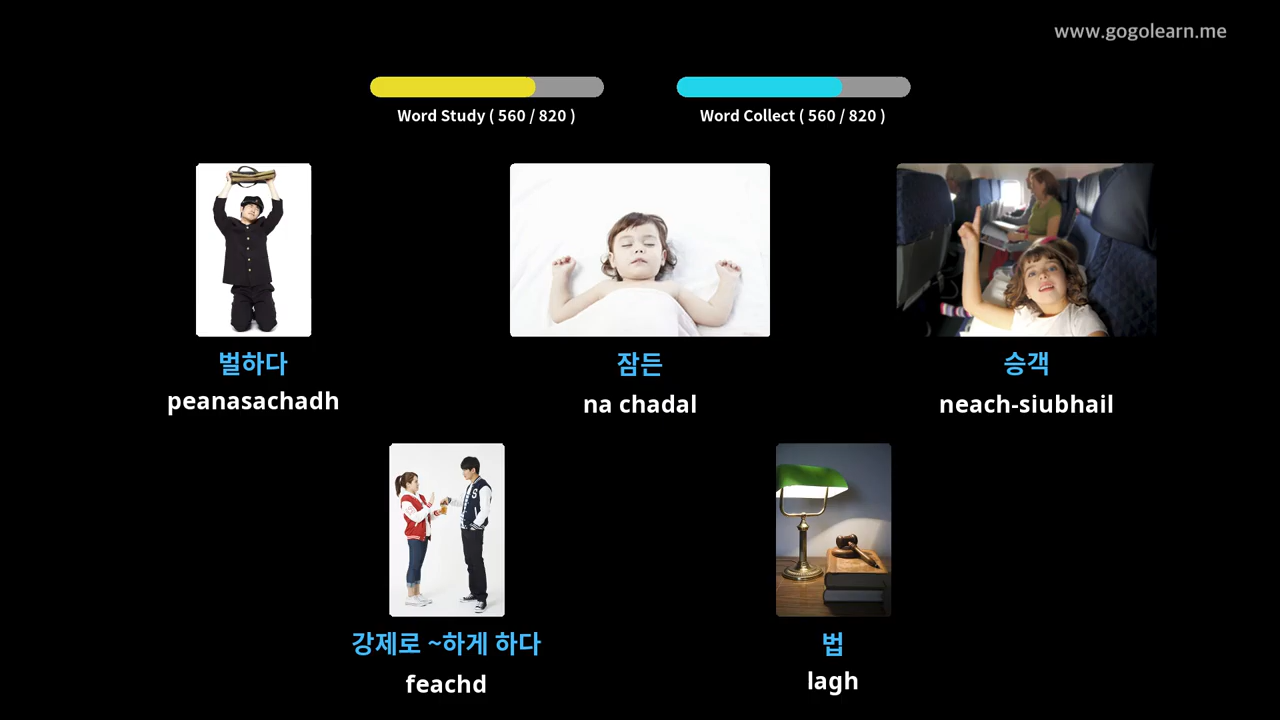 www.gogolearn.me
Word Study ( 560 / 820 )
Word Collect ( 560 / 820 )
벌하다
peanasachadh
잠든
na chadal
승객
neach-siubhail
강제로 ~하게 하다
feachd
법
lagh